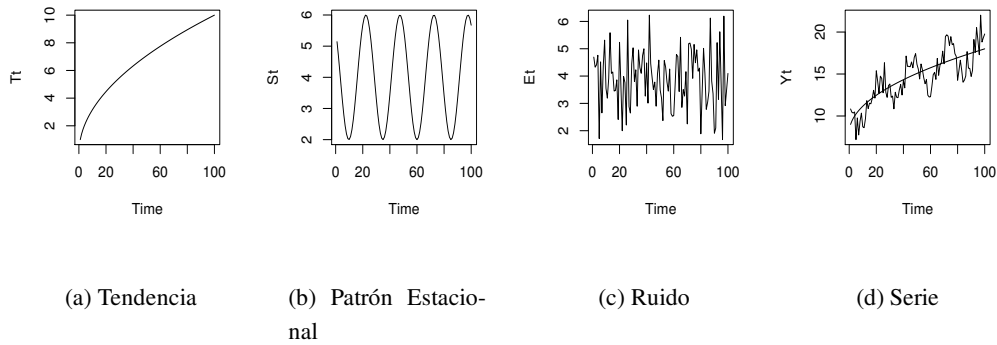 Tt
2 4 6 8 10
0 20 60 100
Time
St
2 3 4 5 6
0 20 60 100
Time
Et
2 3 4 5 6
0 20 60 100
Time
Yt
10 15 20
0 20 60 100
Time
(a) Tendencia
(b) Patrón Estacio-
nal
(c) Ruido
(d) Serie